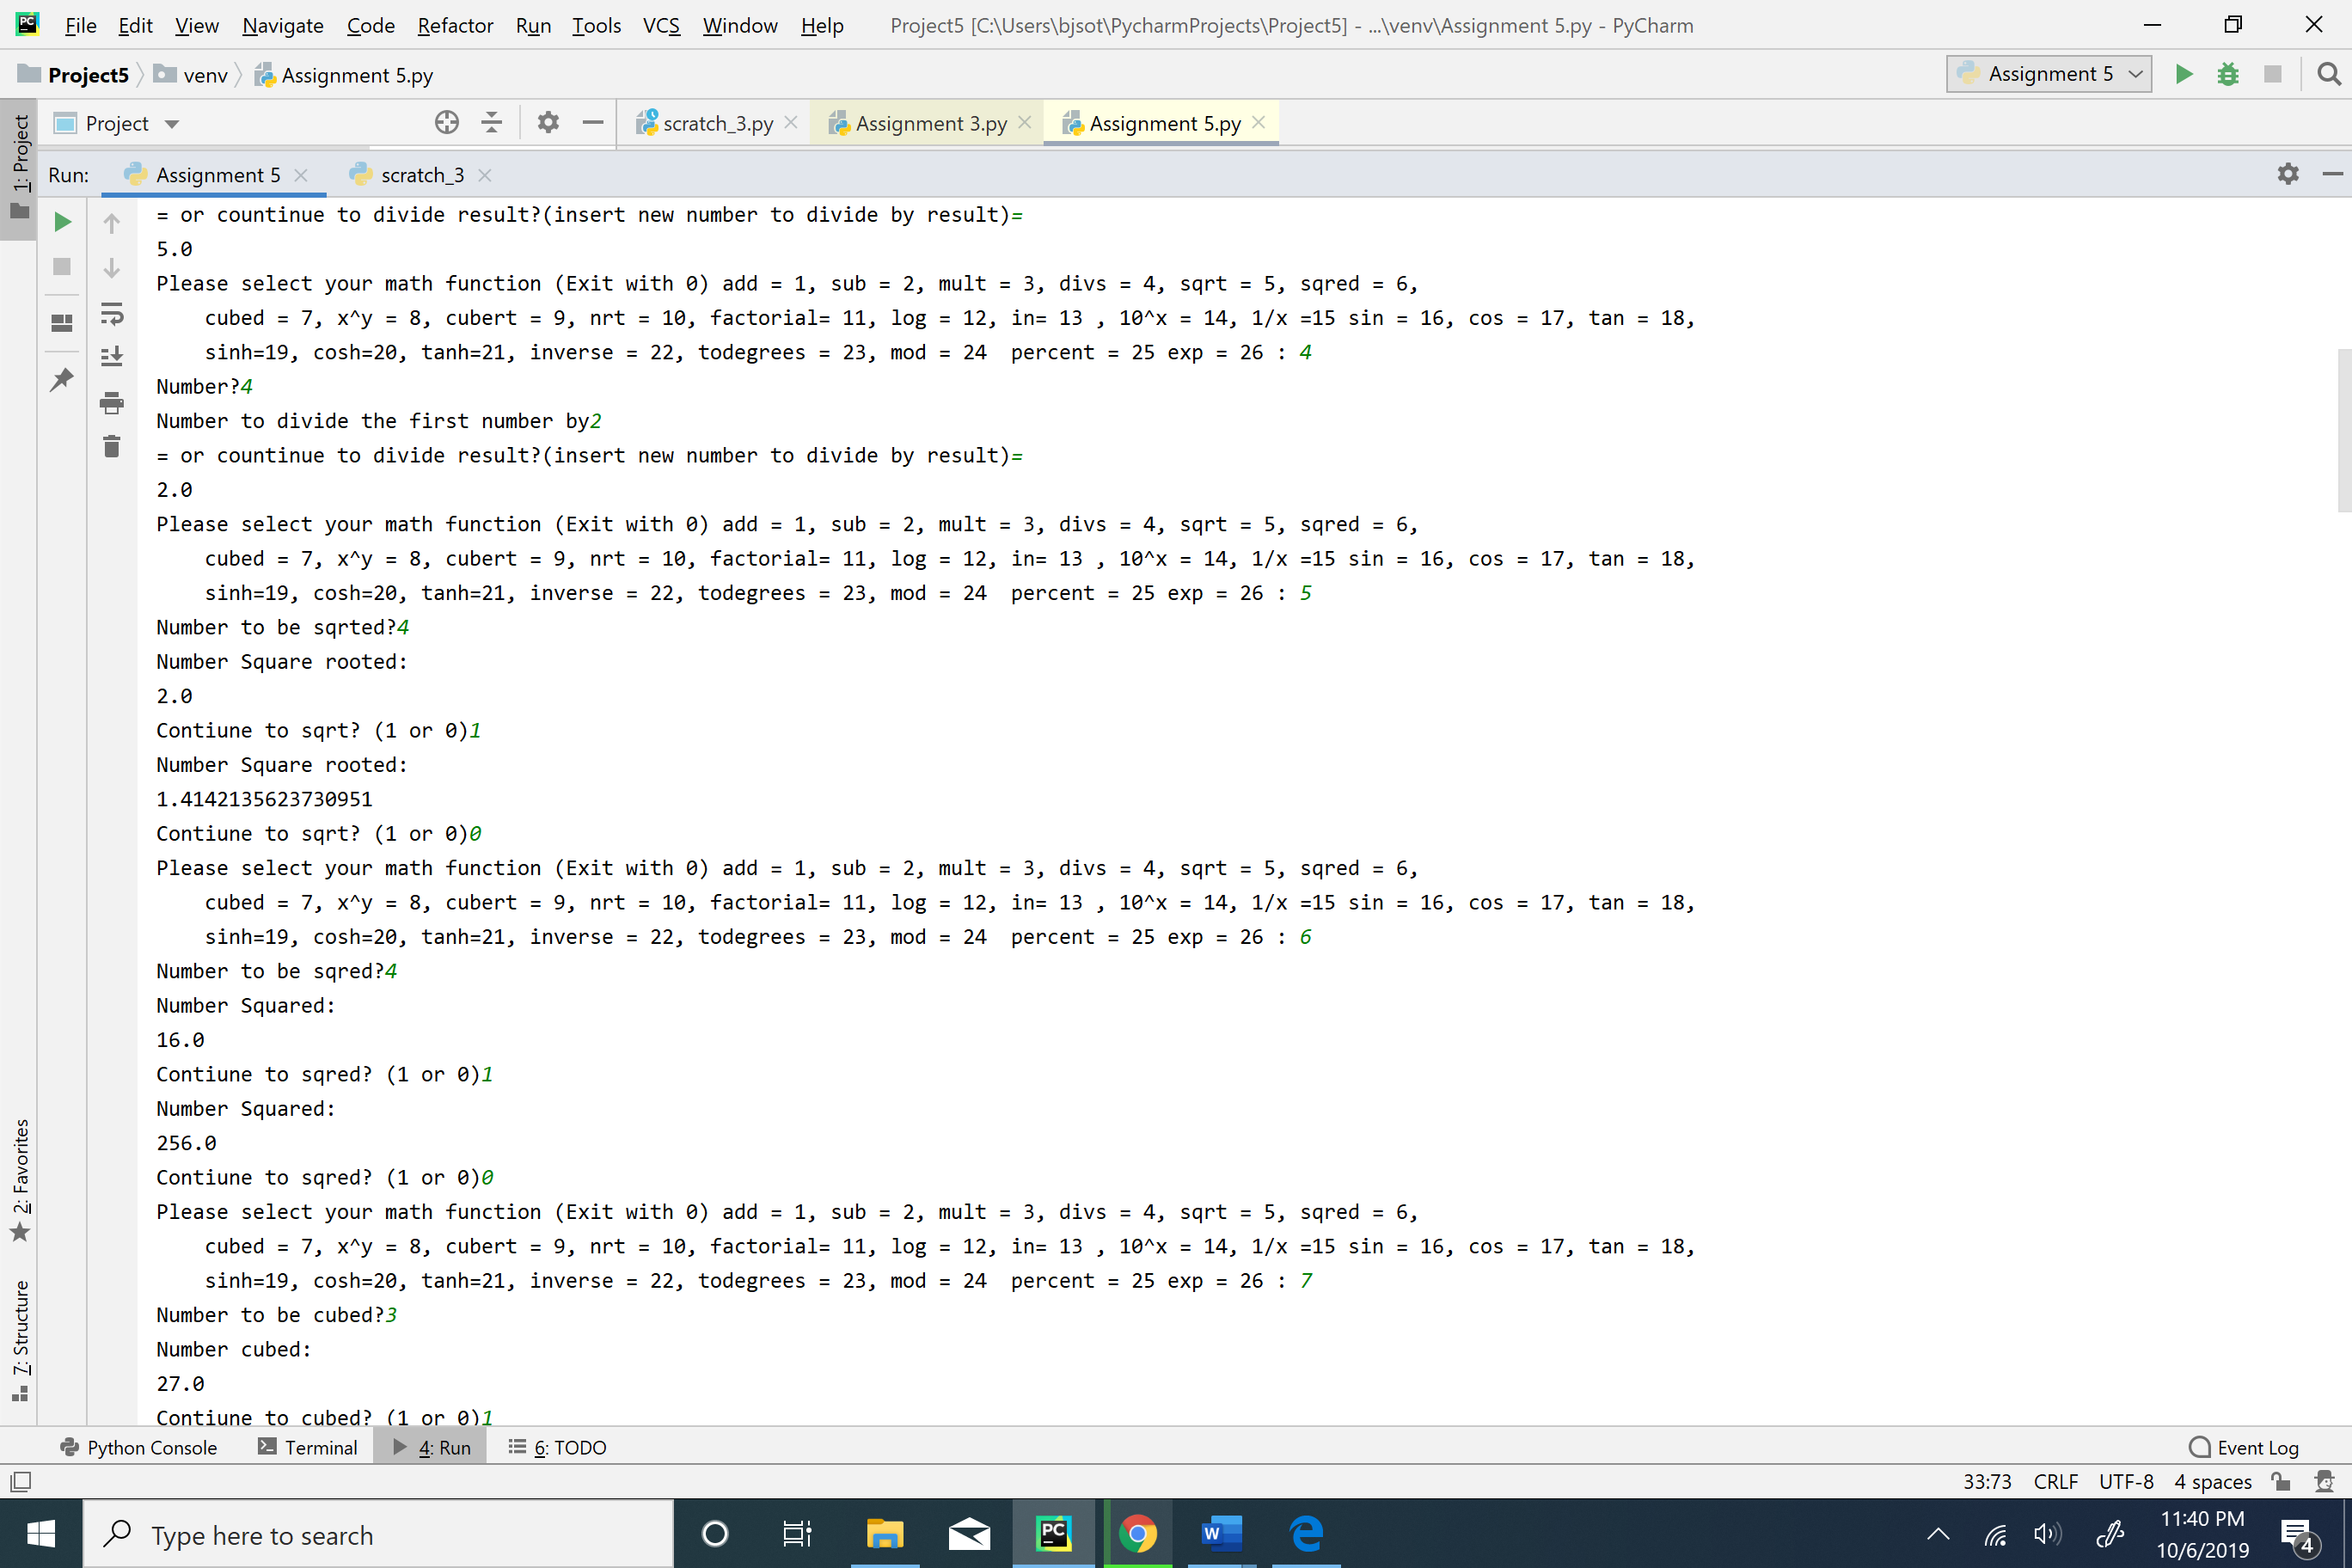 File Edit View Navigate Code Refactor Run Tools VCS Window Help Project5 [C:\Users\bjsot\PycharmProjects\Project5] - ...\venv\Assignment 5.py - PyCharm
Project5 venv Assignment 5.py Assignment 5
Project scratch_3.py Assignment 3.py Assignment 5.py
1: Project
Run: Assignment 5 scratch_3
= or countinue to divide result?(insert new number to divide by result)=
5.0
Please select your math function (Exit with 0) add = 1, sub = 2, mult = 3, divs = 4, sqrt = 5, sqred = 6,
cubed = 7, x^y = 8, cubert = 9, nrt = 10, factorial= 11, log = 12, in= 13 , 10^x = 14, 1/x =15 sin = 16, cos = 17, tan = 18,
sinh=19, cosh=20, tanh=21, inverse = 22, todegrees = 23, mod = 24  percent = 25 exp = 26 : 4
Number?4
Number to divide the first number by2
= or countinue to divide result?(insert new number to divide by result)=
2.0
Please select your math function (Exit with 0) add = 1, sub = 2, mult = 3, divs = 4, sqrt = 5, sqred = 6,
cubed = 7, x^y = 8, cubert = 9, nrt = 10, factorial= 11, log = 12, in= 13 , 10^x = 14, 1/x =15 sin = 16, cos = 17, tan = 18,
sinh=19, cosh=20, tanh=21, inverse = 22, todegrees = 23, mod = 24  percent = 25 exp = 26 : 5
Number to be sqrted?4
Number Square rooted:
2.0
Contiune to sqrt? (1 or 0)1
Number Square rooted:
1.4142135623730951
Contiune to sqrt? (1 or 0)0
Please select your math function (Exit with 0) add = 1, sub = 2, mult = 3, divs = 4, sqrt = 5, sqred = 6,
cubed = 7, x^y = 8, cubert = 9, nrt = 10, factorial= 11, log = 12, in= 13 , 10^x = 14, 1/x =15 sin = 16, cos = 17, tan = 18,
sinh=19, cosh=20, tanh=21, inverse = 22, todegrees = 23, mod = 24  percent = 25 exp = 26 : 6
Number to be sqred?4
Number Squared:
16.0
Contiune to sqred? (1 or 0)1
Number Squared:
256.0
Contiune to sqred? (1 or 0)0
Please select your math function (Exit with 0) add = 1, sub = 2, mult = 3, divs = 4, sqrt = 5, sqred = 6,
cubed = 7, x^y = 8, cubert = 9, nrt = 10, factorial= 11, log = 12, in= 13 , 10^x = 14, 1/x =15 sin = 16, cos = 17, tan = 18,
sinh=19, cosh=20, tanh=21, inverse = 22, todegrees = 23, mod = 24  percent = 25 exp = 26 : 7
Number to be cubed?3
Number cubed:
27.0
Contiune to cubed? (1 or 0)1
2: Favorites
7: Structure
Python Console Terminal 4: Run 6: TODO Event Log
33:73 CRLF UTF-8 4 spaces
Type here to search
11:40 PM
10/6/2019
4